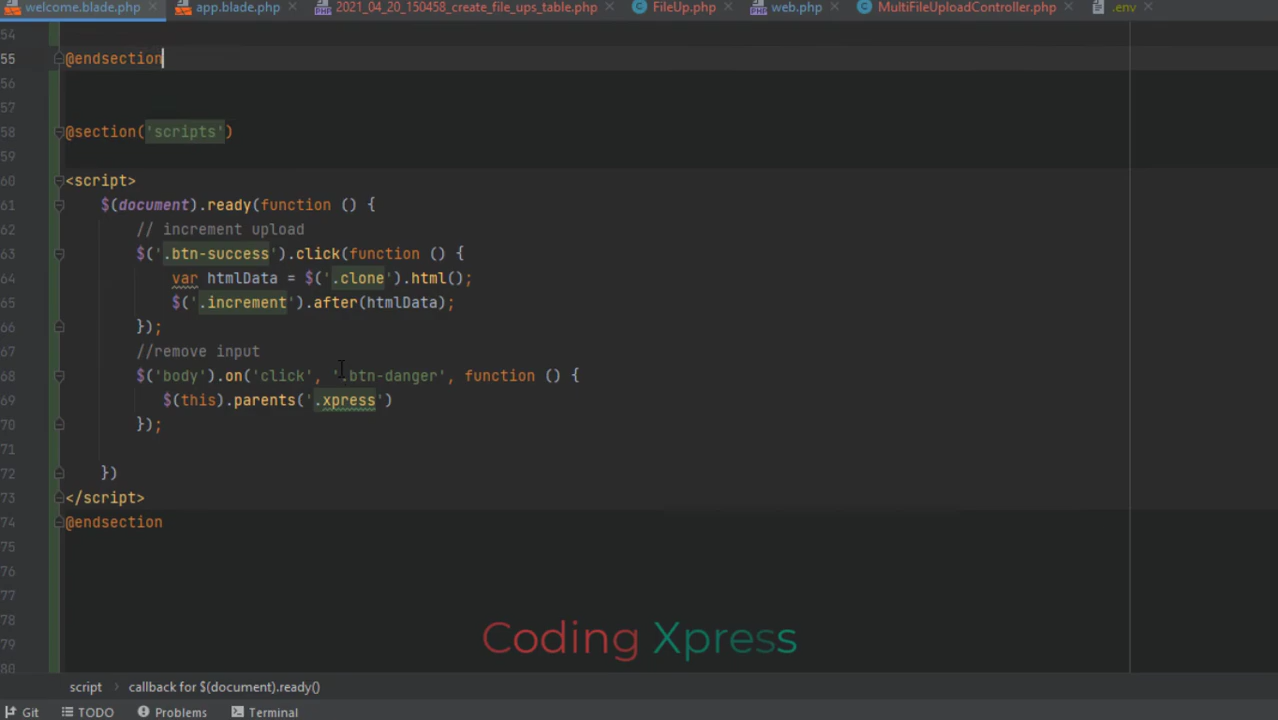 welcome.blade.php app.blade.php 2021_04_20_150458_create_file_ups_table.php FileUp.php web.php MultiFileUploadController.php .env
54
55 @endsection
56
57
58 @section('scripts')
59
60 <script>
61 $(document).ready(function () {
62 // increment upload
63 $('.btn-success').click(function () {
64 var htmlData = $('.clone').html();
65 $('.increment').after(htmlData);
66 });
67 //remove input
68 $('body').on('click', '.btn-danger', function () {
69 $(this).parents('.xpress')
70 });
71
72 })
73 </script>
74 @endsection
75
76
77
78
79
80
Coding Xpress
script › callback for $(document).ready()
Git TODO Problems Terminal